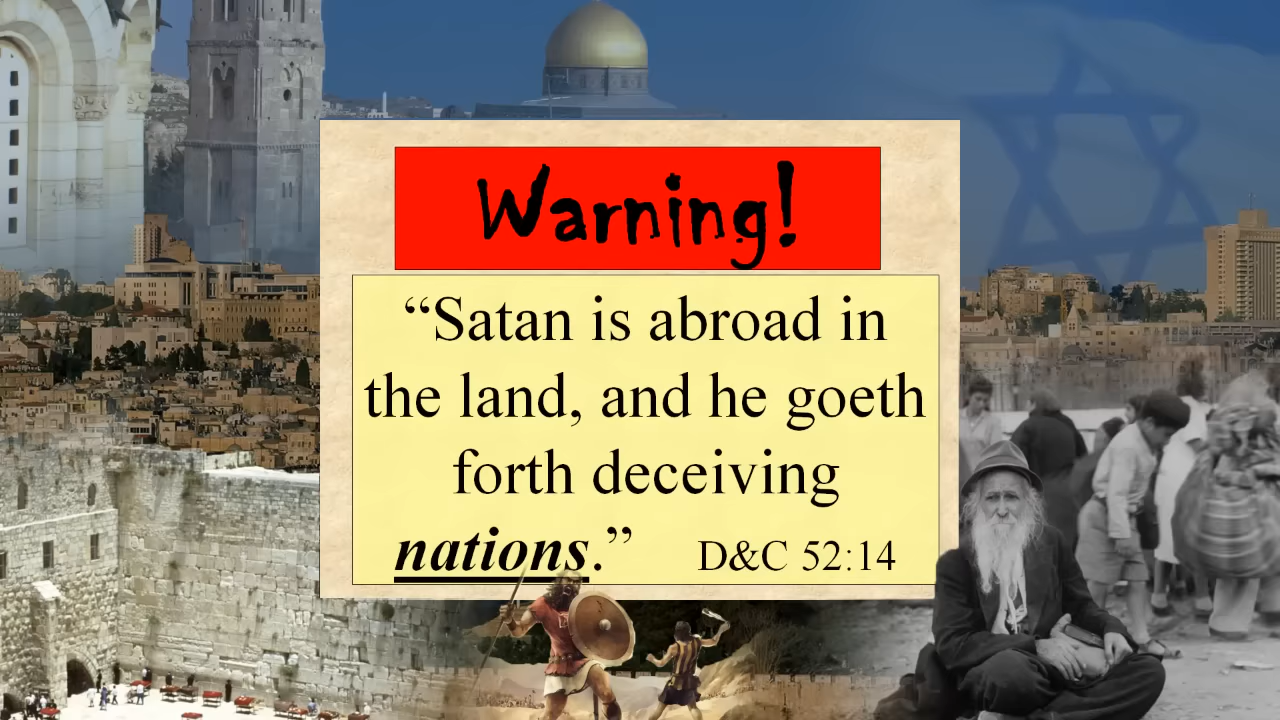 Warning!
“Satan is abroad in
the land, and he goeth
forth deceiving
nations.” D&C 52:14